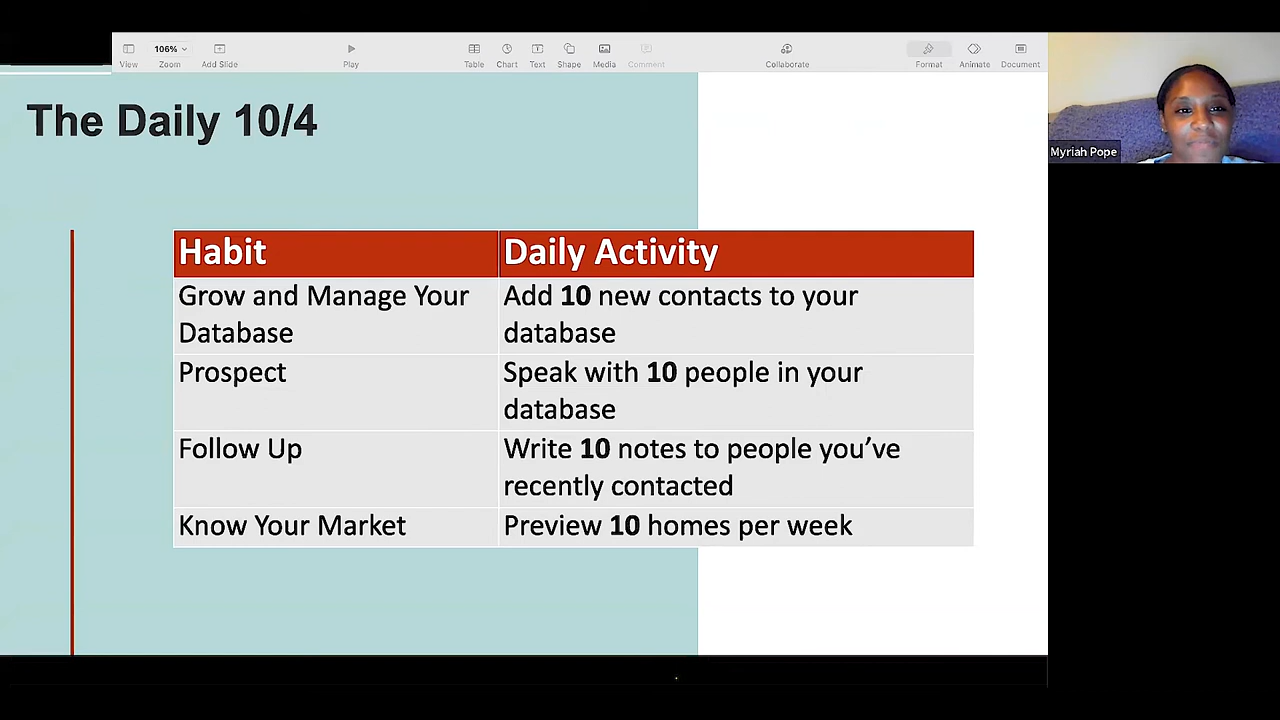 106%
View
Zoom
Add Slide
Play
Table
Chart
Text
Shape
Media
Comment
Collaborate
Format
Animate
Document
The Daily 10/4
Myriah Pope
Habit
Daily Activity
Grow and Manage Your
Database
Add 10 new contacts to your
database
Prospect
Speak with 10 people in your
database
Follow Up
Write 10 notes to people you’ve
recently contacted
Know Your Market
Preview 10 homes per week